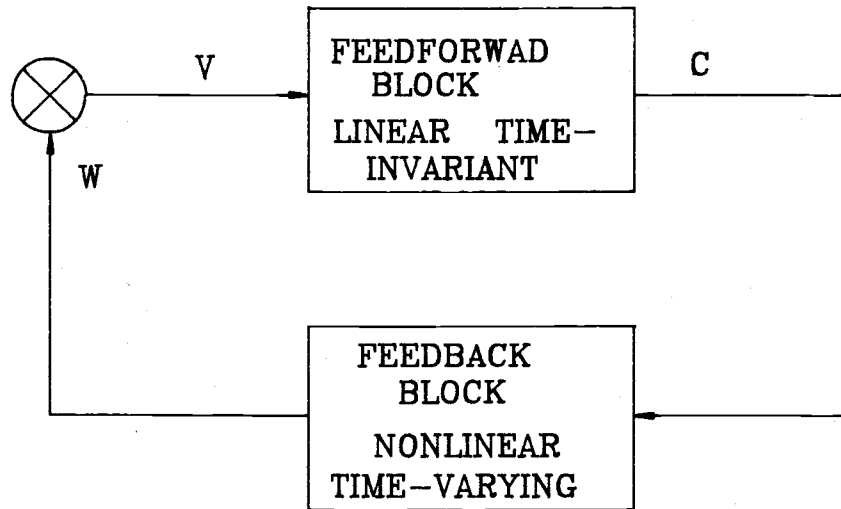 V
FEEDFORWAD
BLOCK
LINEAR TIME-
INVARIANT
C
W
FEEDBACK
BLOCK
NONLINEAR
TIME-VARYING